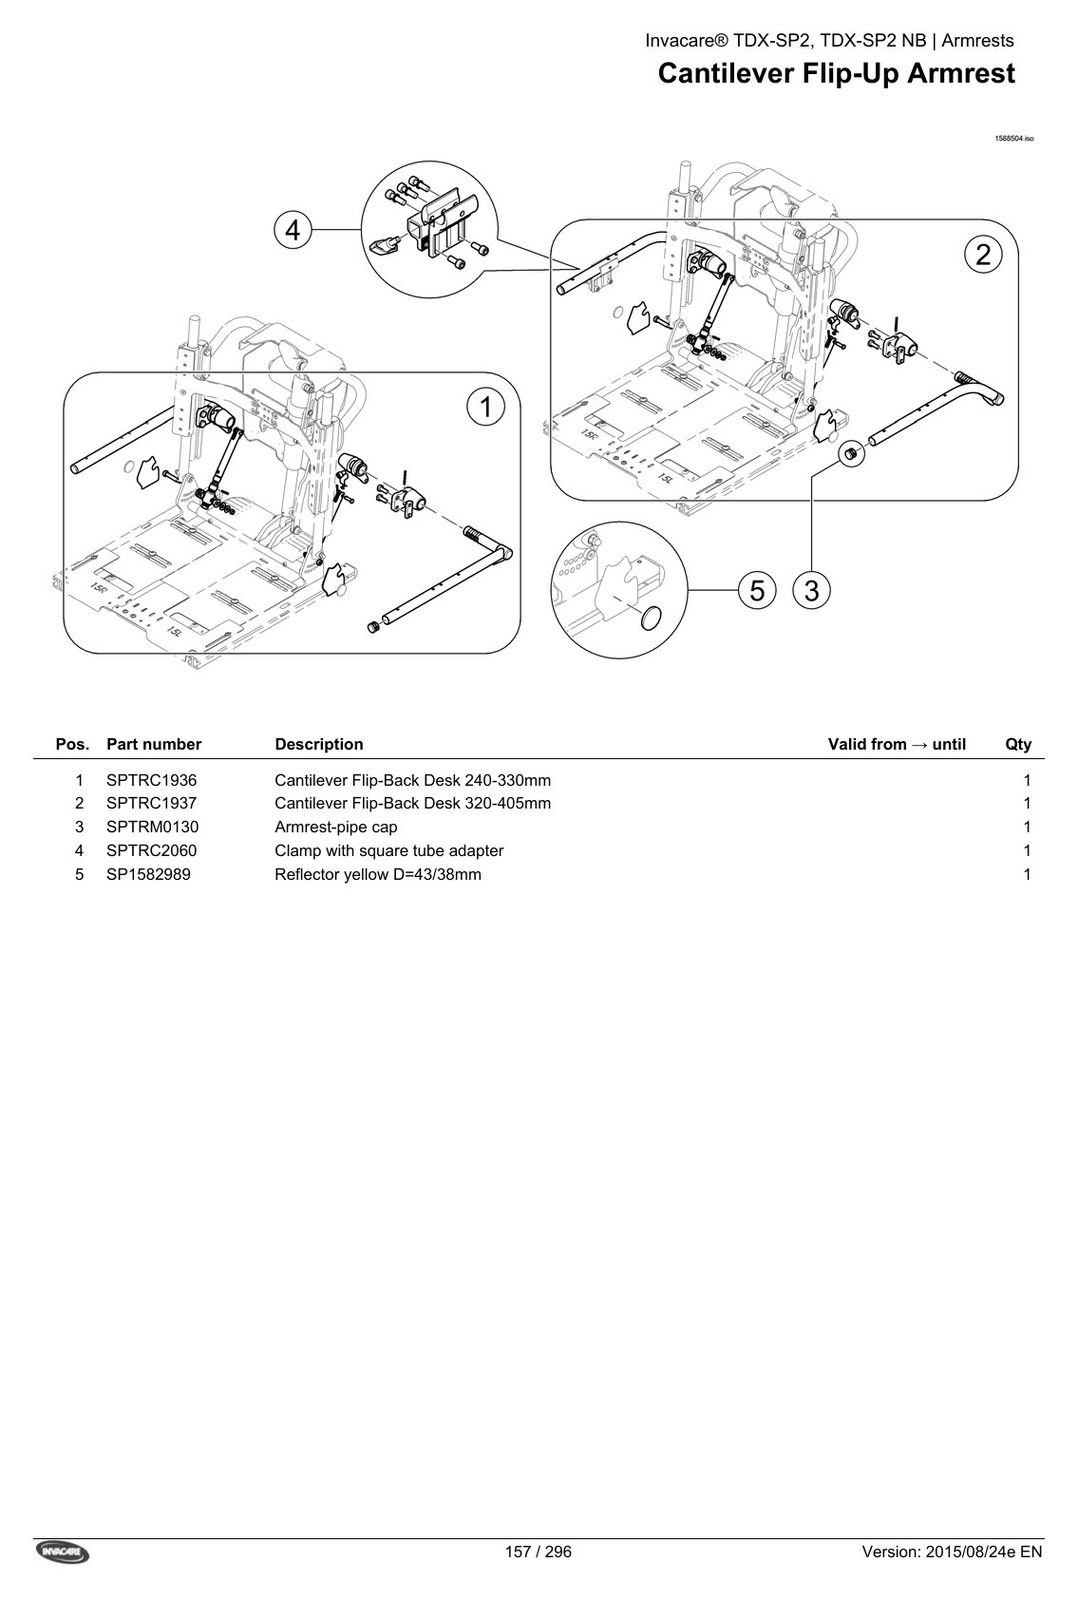 Invacare® TDX-SP2, TDX-SP2 NB | Armrests
Cantilever Flip-Up Armrest
1588504.iso
4
2
1
15R
15L
15R
15L
5
3
Pos. Part number Description Valid from → until Qty
1 SPTRC1936 Cantilever Flip-Back Desk 240-330mm 1
2 SPTRC1937 Cantilever Flip-Back Desk 320-405mm 1
3 SPTRM0130 Armrest-pipe cap 1
4 SPTRC2060 Clamp with square tube adapter 1
5 SP1582989 Reflector yellow D=43/38mm 1
INVACARE
157 / 296
Version: 2015/08/24e EN